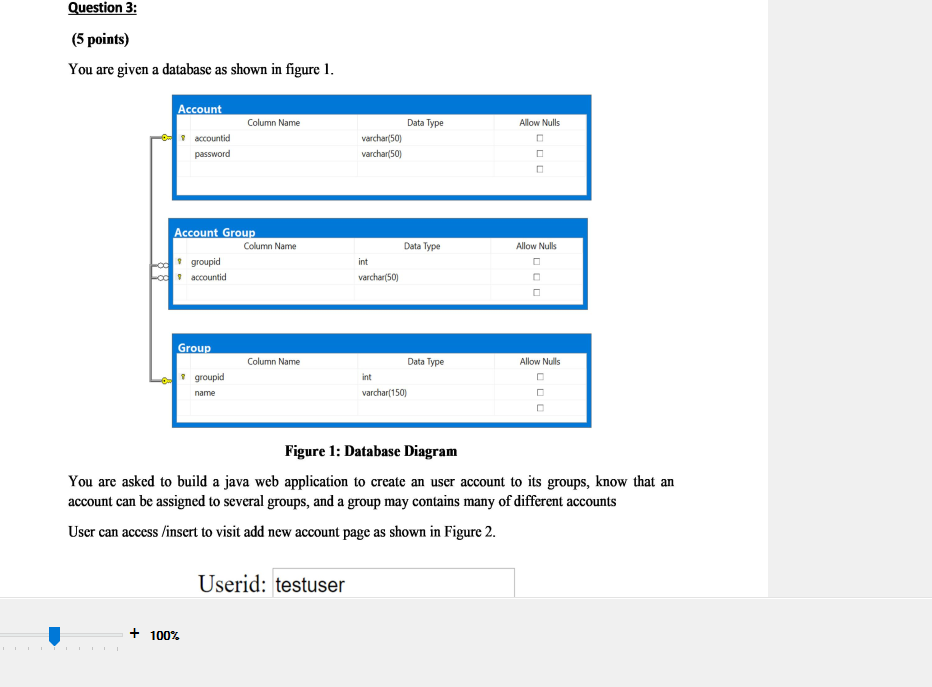 Question 3:
(5 points)
You are given a database as shown in figure 1.
Account
Column Name Data Type Allow Nulls
accountid varchar(50)
password varchar(50)
Account Group
Column Name Data Type Allow Nulls
groupid int
accountid varchar(50)
Group
Column Name Data Type Allow Nulls
groupid int
name varchar(150)
Figure 1: Database Diagram
You are asked to build a java web application to create an user account to its groups, know that an
account can be assigned to several groups, and a group may contains many of different accounts
User can access /insert to visit add new account page as shown in Figure 2.
Userid: testuser
+ 100%